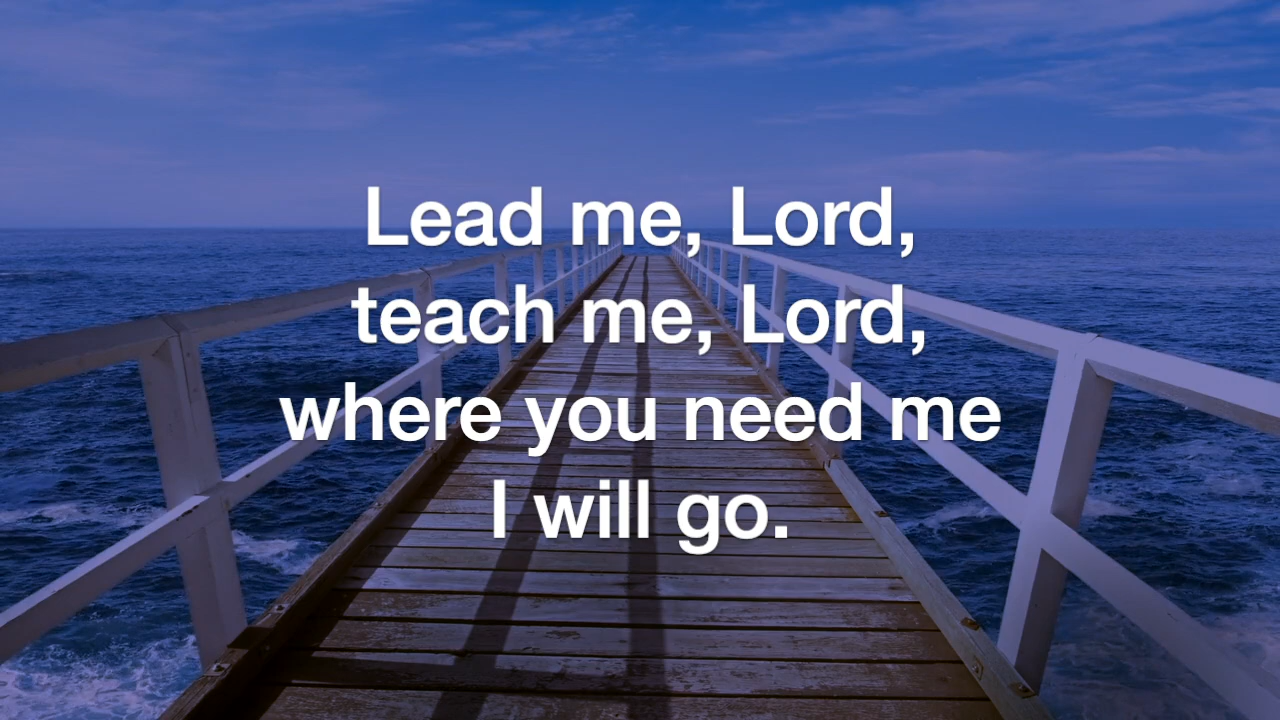 Lead me, Lord,
teach me, Lord,
where you need me
I will go.